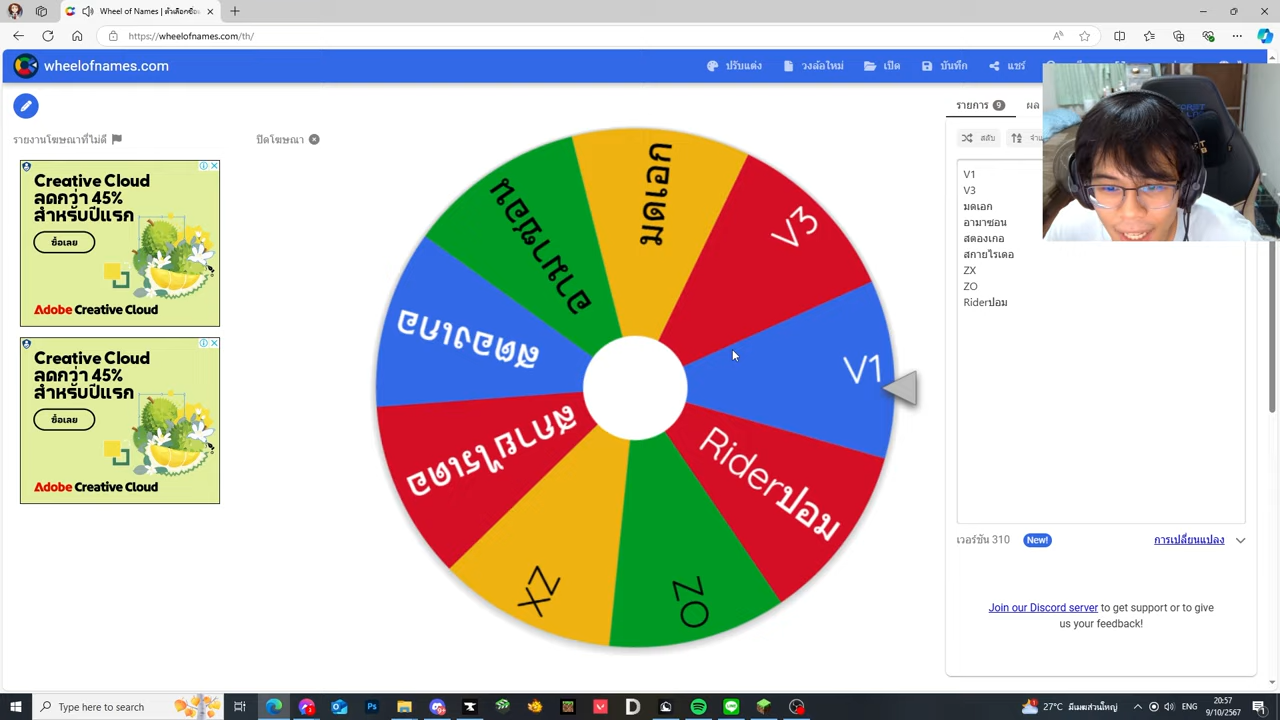 Wheel of Names | ตัวเลือกชื่อแ
https://wheelofnames.com/th/
wheelofnames.com
ปรับแต่ง
วงล้อใหม่
เปิด
บันทึก
แชร์
รายงานโฆษณาที่ไม่ดี
ปิดโฆษณา
Creative Cloud
ลดกว่า 45%
สำหรับปีแรก
ซื้อเลย
Adobe Creative Cloud
Creative Cloud
ลดกว่า 45%
สำหรับปีแรก
ซื้อเลย
Adobe Creative Cloud
มดเอก
V3
V1
Riderปอม
ZO
ZX
สกายไรเดอ
สตองเกอ
อามาซอน
รายการ 9
ผล
สลับ
V1
V3
มดเอก
อามาซอน
สตองเกอ
สกายไรเดอ
ZX
ZO
Riderปอม
เวอร์ชัน 310
New!
การเปลี่ยนแปลง
Join our Discord server to get support or to give
us your feedback!
Type here to search
27°C มีเมฆส่วนใหญ่
ENG
20:57
9/10/2567